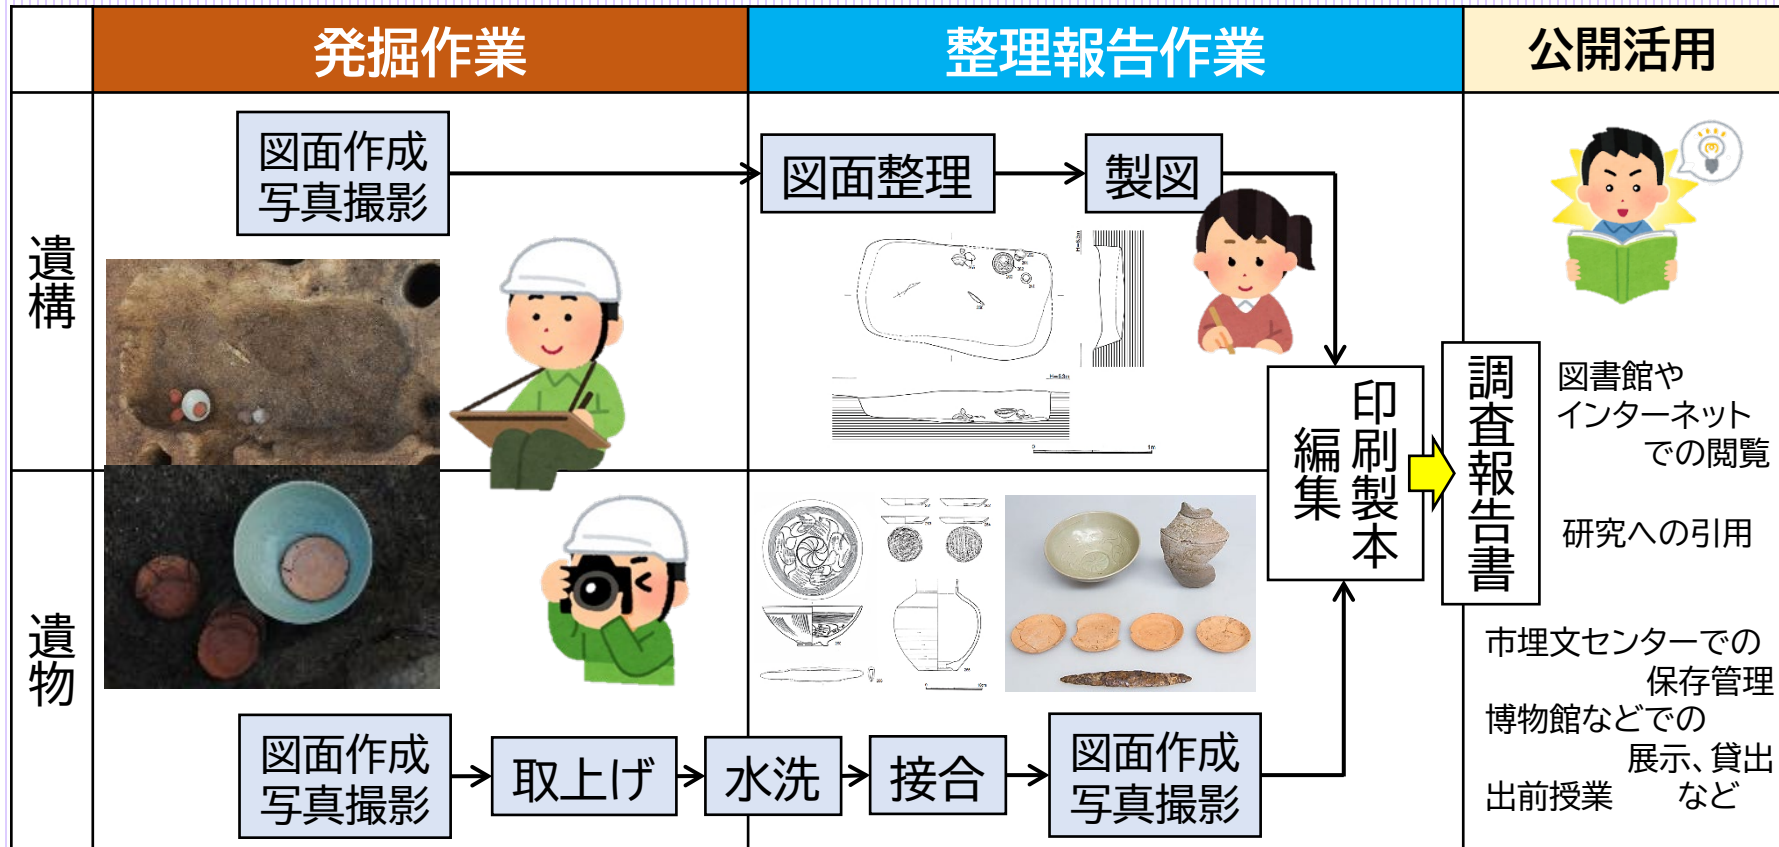 発掘作業
整理報告作業
公開活用
遺構
図面作成
写真撮影
図面整理
製図
印刷製本
編集
調査報告書
図書館や
インターネット
での閲覧
研究への引用
遺物
図面作成
写真撮影
取上げ
水洗
接合
図面作成
写真撮影
市埋文センターでの
保存管理
博物館などでの
展示、貸出
出前授業 など